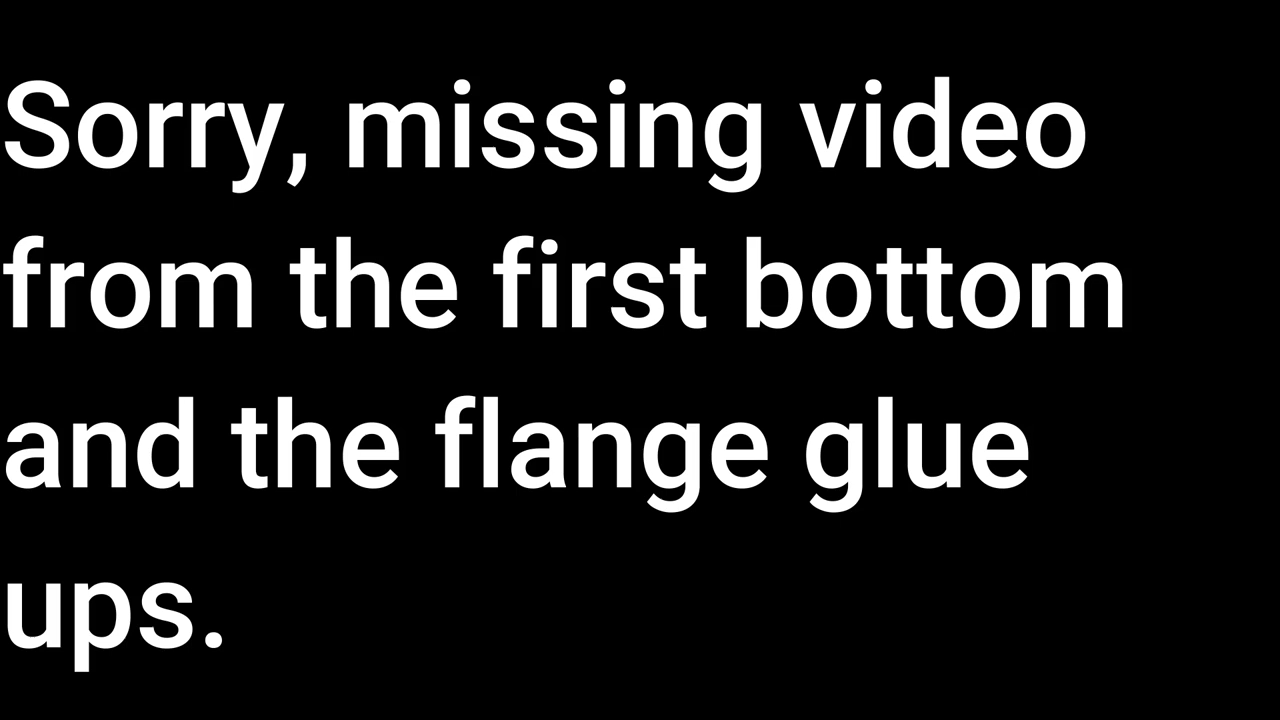 Sorry, missing video
from the first bottom
and the flange glue
ups.